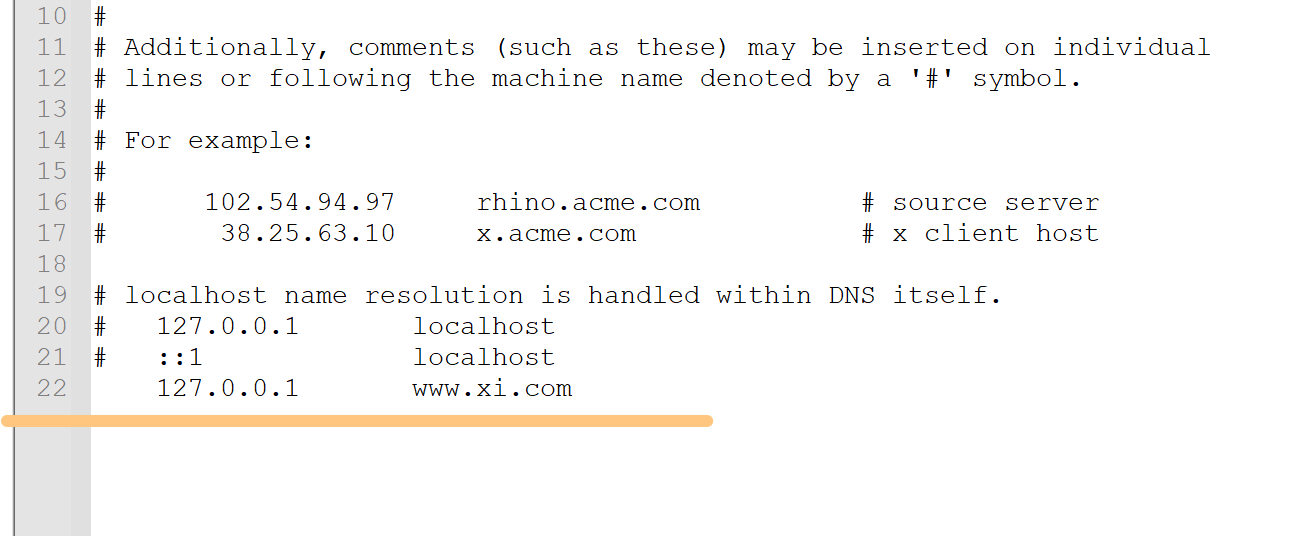 10 #
11 # Additionally, comments (such as these) may be inserted on individual
12 # lines or following the machine name denoted by a '#' symbol.
13 #
14 # For example:
15 #
16 #      102.54.94.97     rhino.acme.com          # source server
17 #       38.25.63.10     x.acme.com              # x client host
18
19 # localhost name resolution is handled within DNS itself.
20 #   127.0.0.1       localhost
21 #   ::1             localhost
22     127.0.0.1       www.xi.com